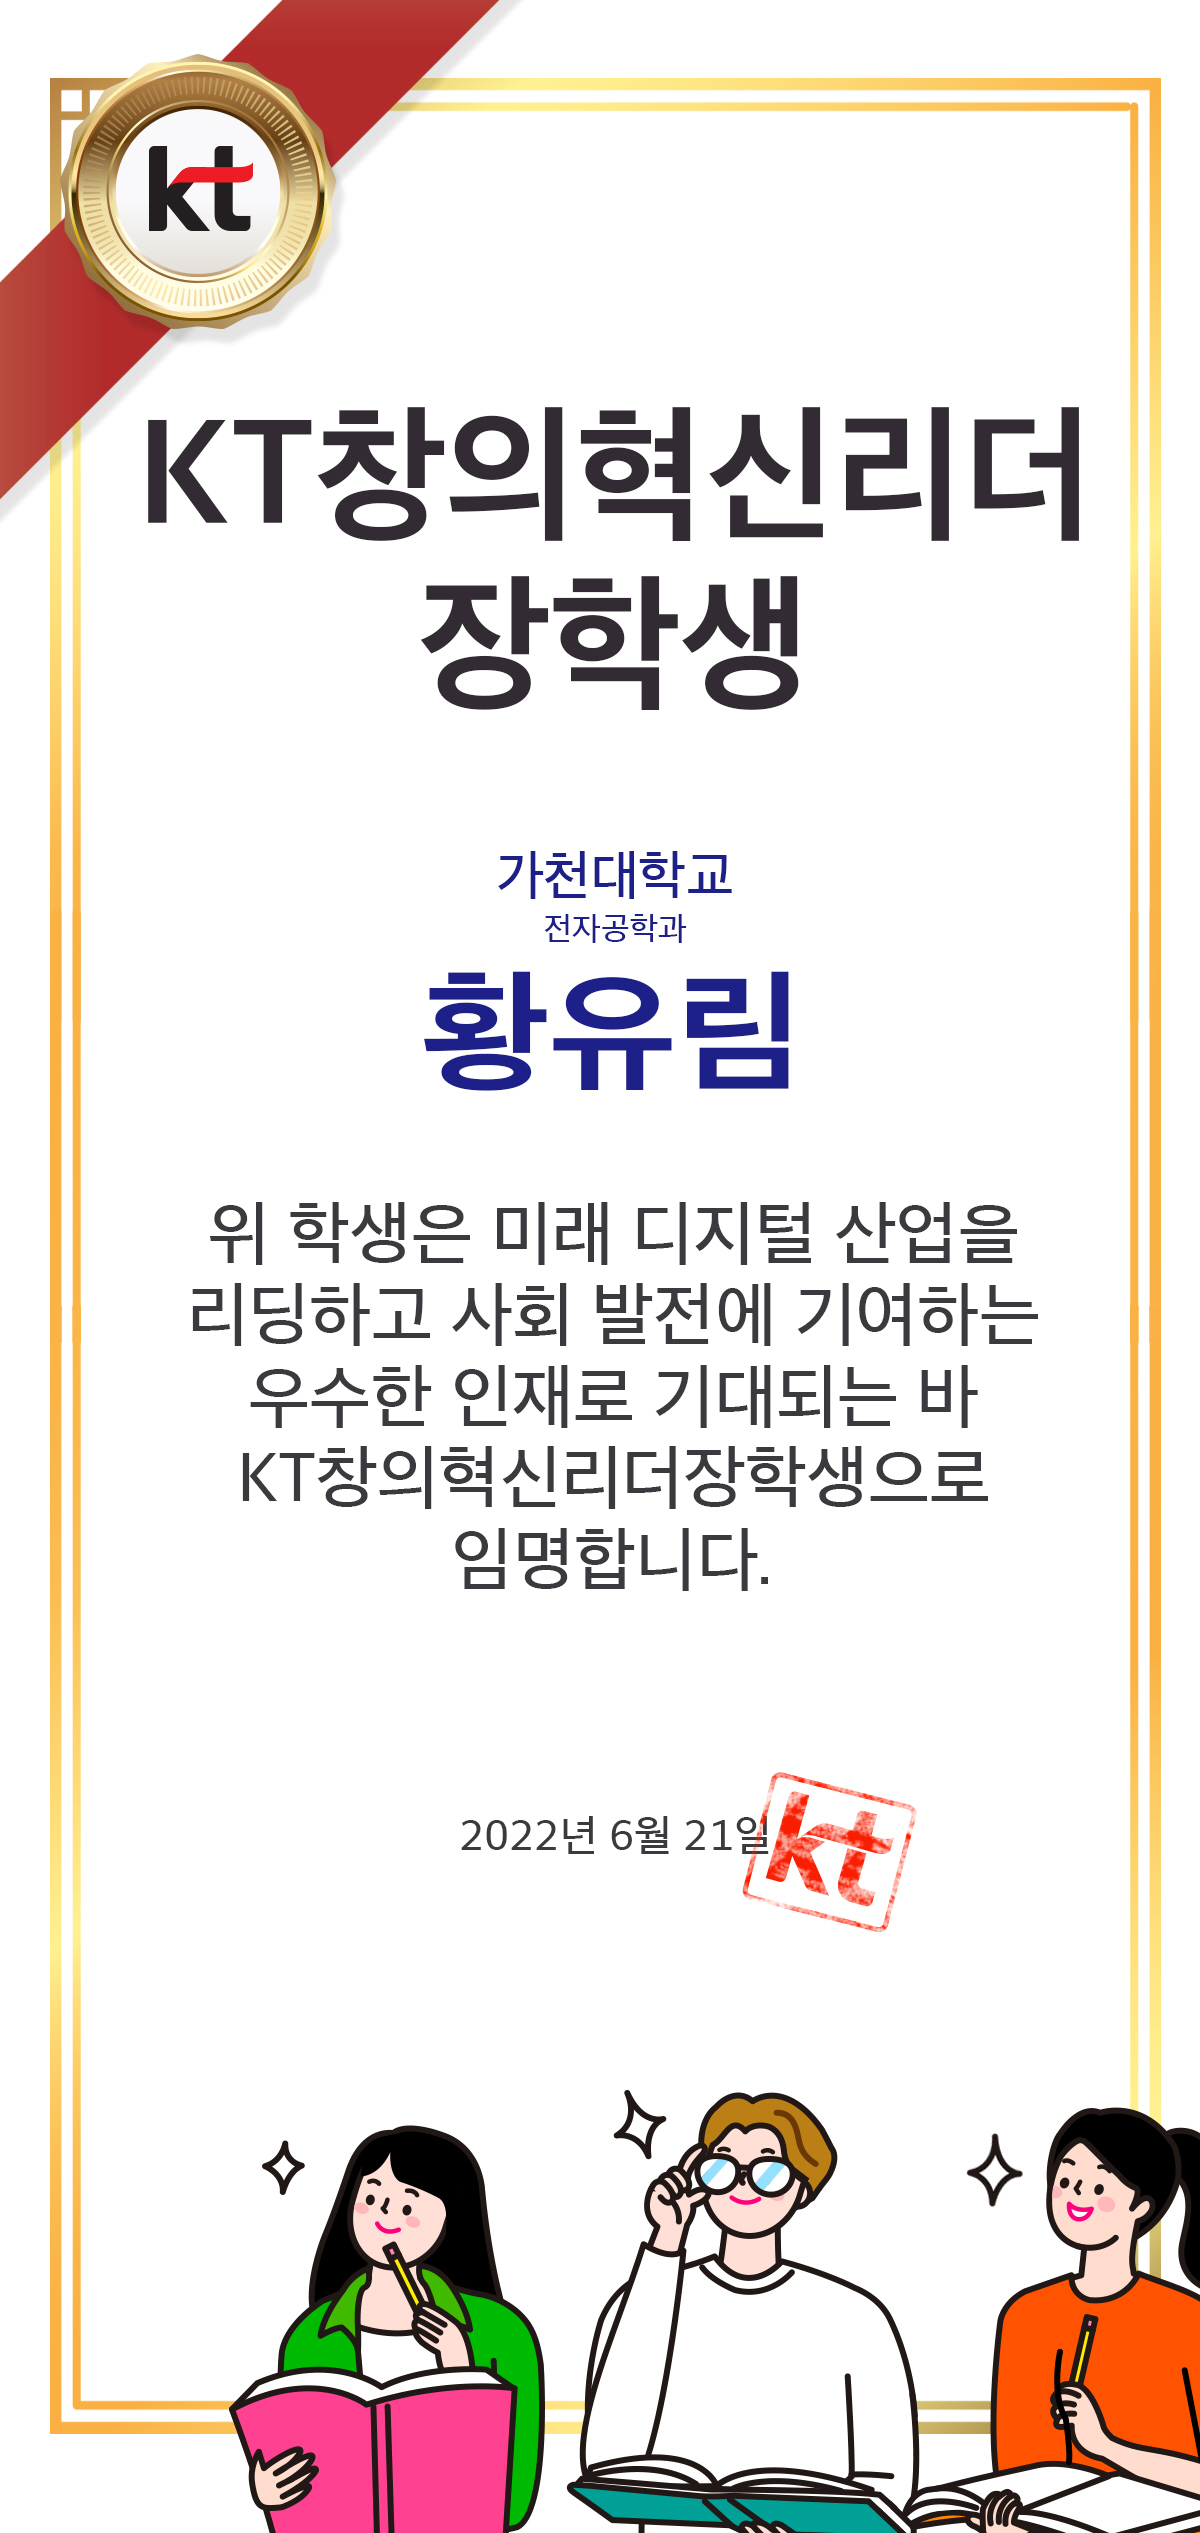 kt
KT창의혁신리더
장학생
가천대학교
전자공학과
황유림
위 학생은 미래 디지털 산업을
리딩하고 사회 발전에 기여하는
우수한 인재로 기대되는 바
KT창의혁신리더장학생으로
임명합니다.
2022년 6월 21일
kt